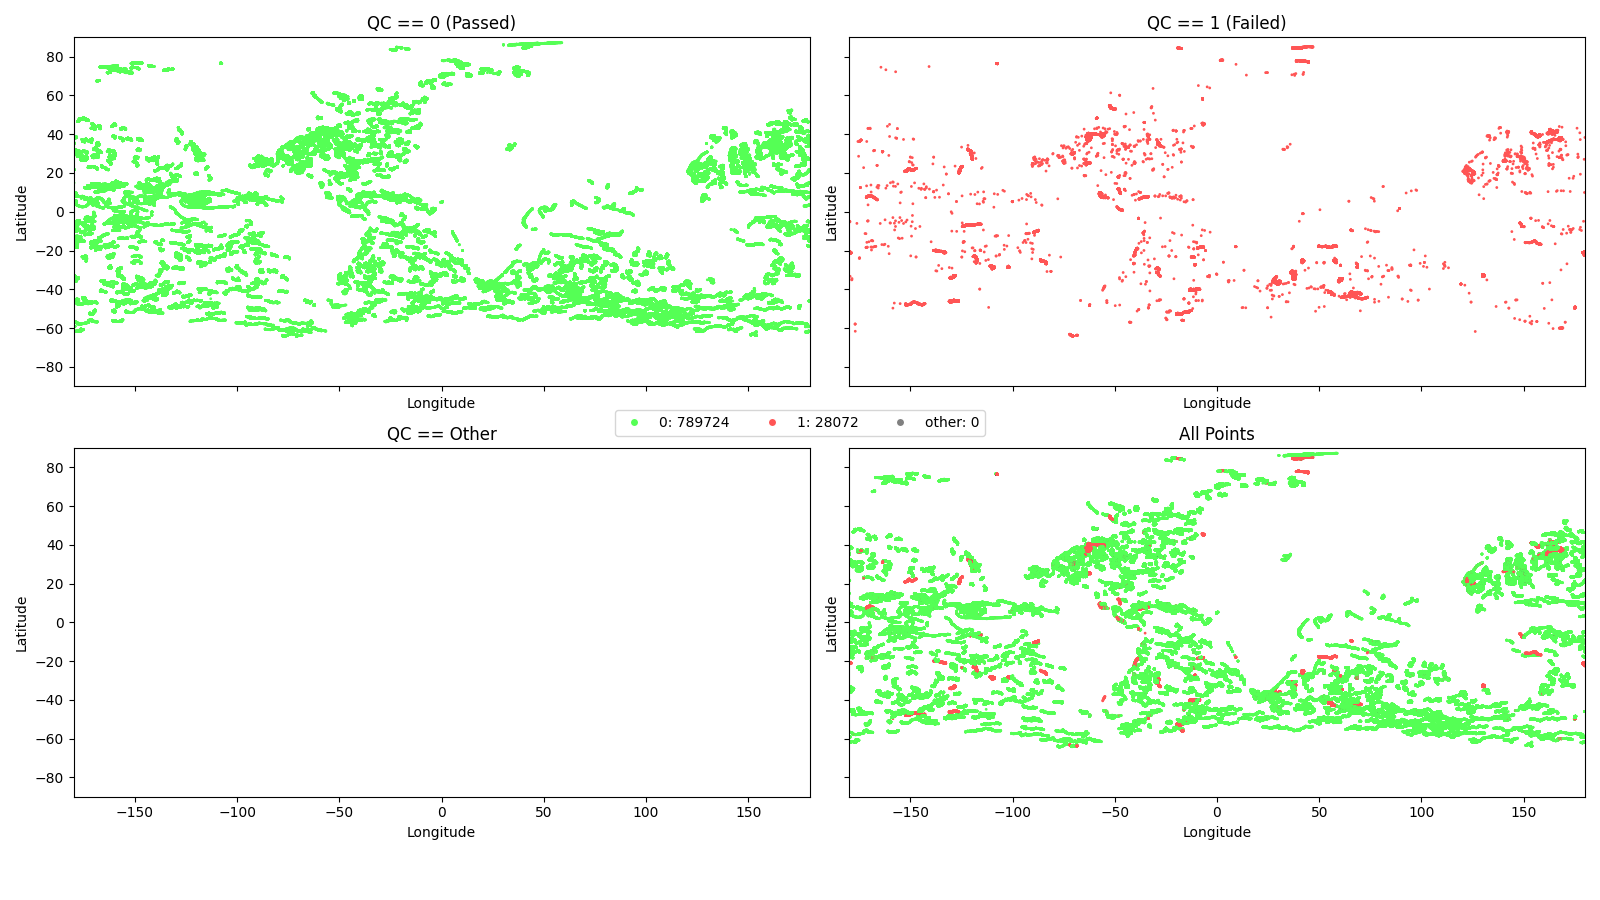 QC == 0 (Passed)
QC == 1 (Failed)
80
60
40
20
0
−20
−40
−60
−80
Latitude
Latitude
Longitude
Longitude
0: 789724 1: 28072 other: 0
QC == Other
All Points
80
60
40
20
0
−20
−40
−60
−80
Latitude
Latitude
−150 −100 −50 0 50 100 150
−150 −100 −50 0 50 100 150
Longitude
Longitude